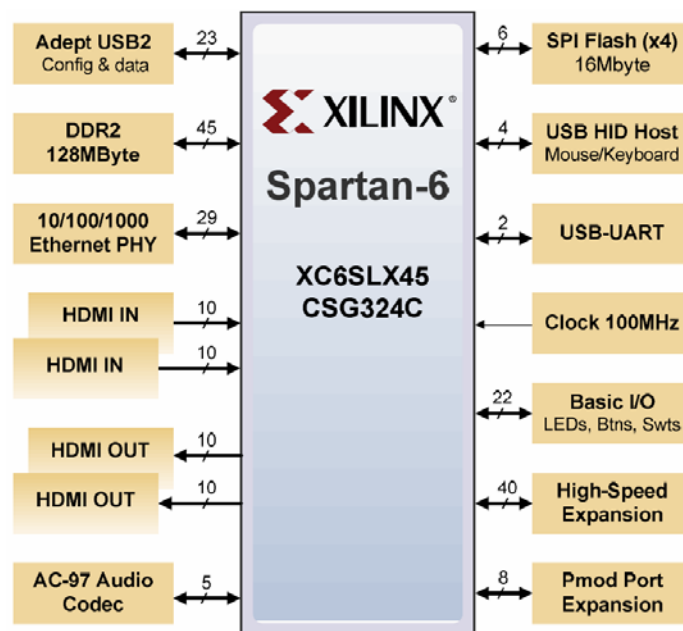 Adept USB2
Config & data
23
DDR2
128MByte
45
10/100/1000
Ethernet PHY
29
HDMI IN
10
HDMI IN
10
HDMI OUT
10
HDMI OUT
10
AC-97 Audio
Codec
5
XILINX®
Spartan-6
XC6SLX45
CSG324C
6
SPI Flash (x4)
16Mbyte
4
USB HID Host
Mouse/Keyboard
2
USB-UART
Clock 100MHz
22
Basic I/O
LEDs, Btns, Swts
40
High-Speed
Expansion
8
Pmod Port
Expansion